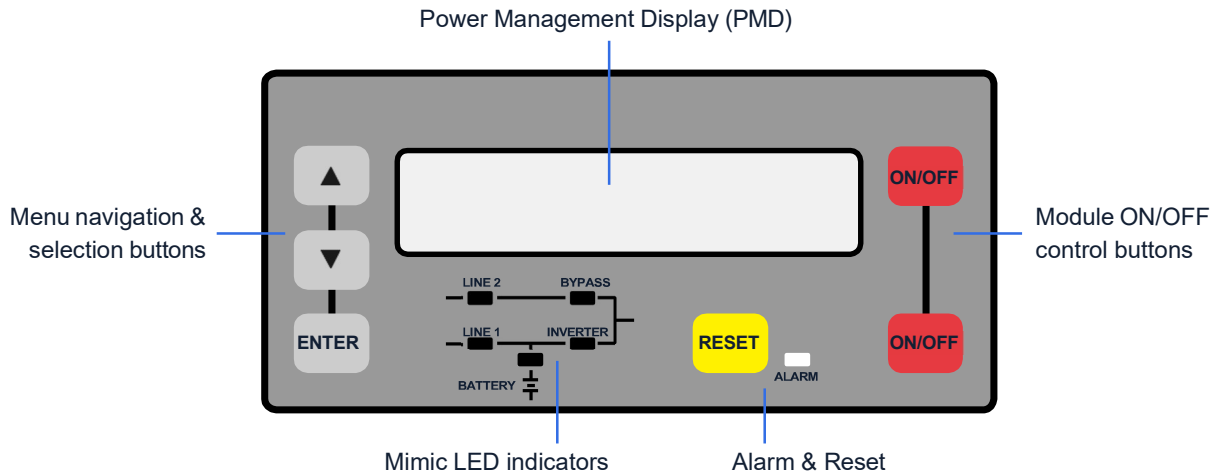 Power Management Display (PMD)
▲
ON/OFF
Menu navigation &
selection buttons
▼
Module ON/OFF
control buttons
LINE 2
BYPASS
LINE 1
INVERTER
ENTER
RESET
ON/OFF
BATTERY
ALARM
Mimic LED indicators
Alarm & Reset